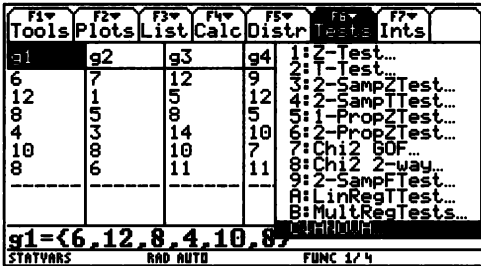 F1▼ F2▼ F3▼ F4▼ F5▼ F6▼ F7▼
Tools Plots List Calc Distr Tests Ints
g1 g2 g3 g4
6 7 12 9
12 1 5 12
8 5 8 5
4 3 14 10
10 8 10 7
8 6 11 11
1:Z-Test…
2:T-Test…
3:2-SampZTest…
4:2-SampTTest…
5:1-PropZTest…
6:2-PropZTest…
7:Chi2 GOF…
8:Chi2 2-way…
9:2-SampFTest…
A:LinRegTTest…
B:MultRegTests…
g1={6,12,8,4,10,8}
STATVARS RAD AUTO FUNC 1/4